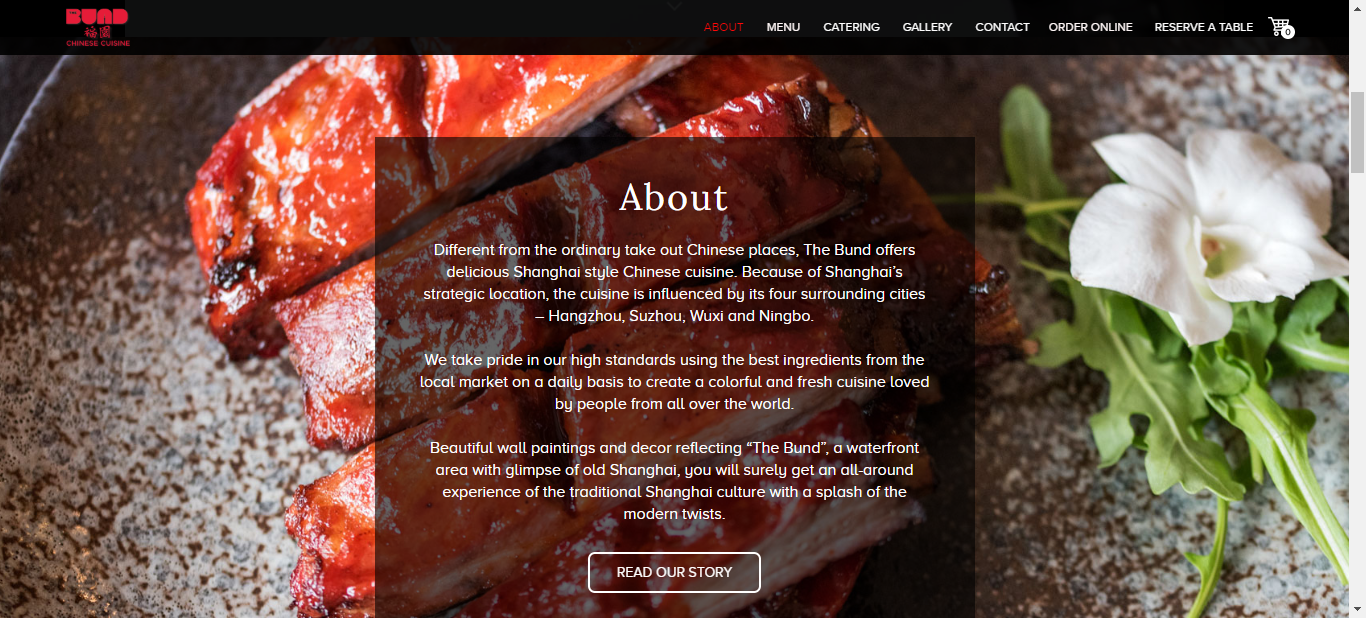 BUND
裕園
CHINESE CUISINE
ABOUT MENU CATERING GALLERY CONTACT ORDER ONLINE RESERVE A TABLE 0
About
Different from the ordinary take out Chinese places, The Bund offers
delicious Shanghai style Chinese cuisine. Because of Shanghai’s
strategic location, the cuisine is influenced by its four surrounding cities
– Hangzhou, Suzhou, Wuxi and Ningbo.
We take pride in our high standards using the best ingredients from the
local market on a daily basis to create a colorful and fresh cuisine loved
by people from all over the world.
Beautiful wall paintings and decor reflecting “The Bund”, a waterfront
area with glimpse of old Shanghai, you will surely get an all-around
experience of the traditional Shanghai culture with a splash of the
modern twists.
READ OUR STORY